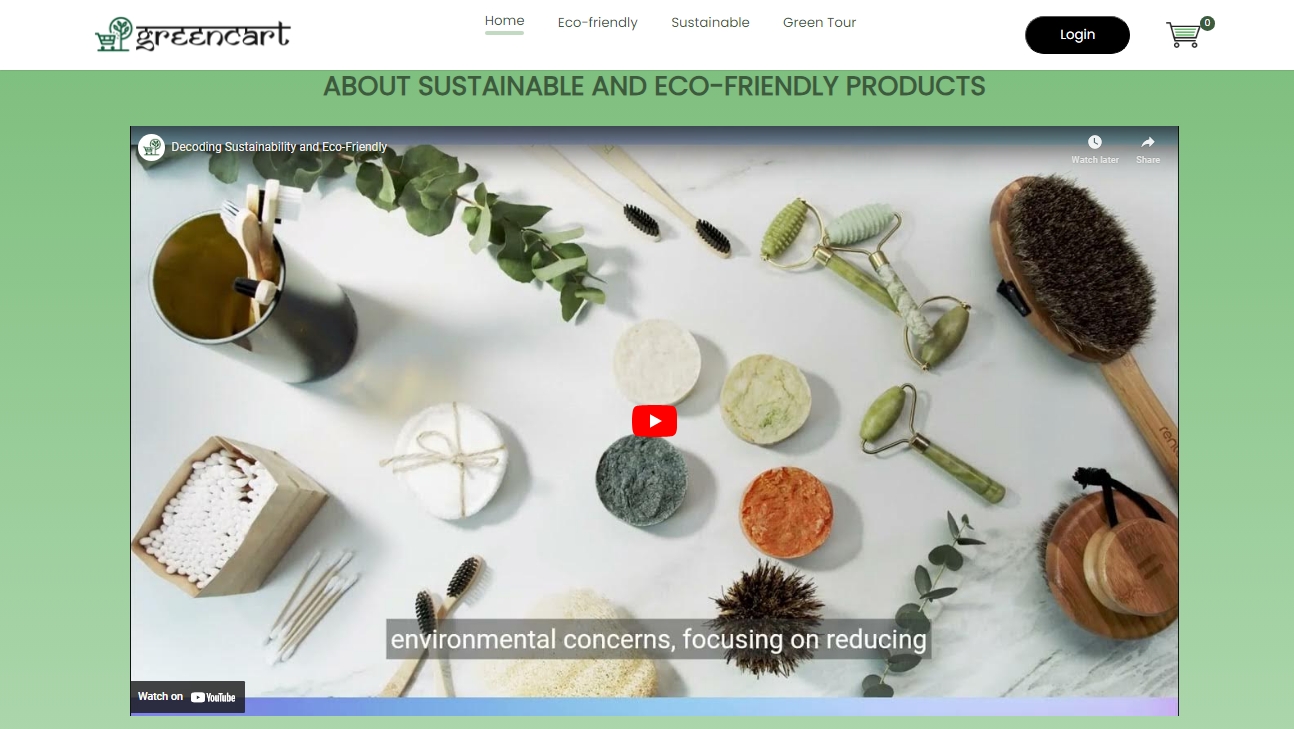 greencart
Home
Eco-friendly
Sustainable
Green Tour
Login
0
ABOUT SUSTAINABLE AND ECO-FRIENDLY PRODUCTS
Decoding Sustainability and Eco-Friendly
Watch later
Share
environmental concerns, focusing on reducing
Watch on YouTube